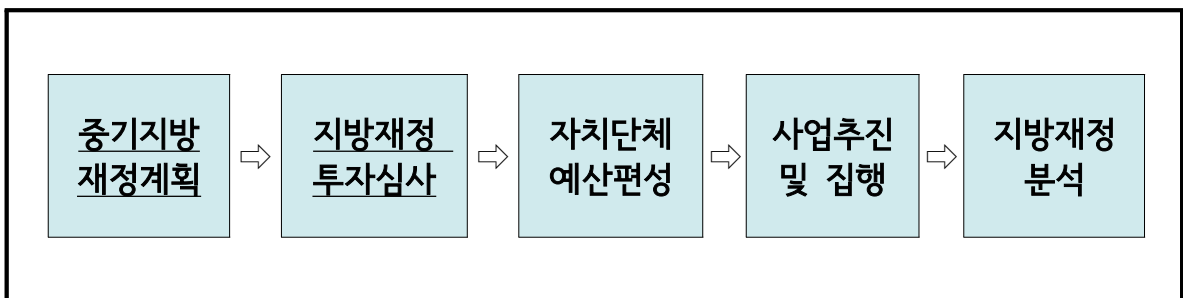 중기지방
재정계획
⇨
지방재정
투자심사
⇨
자치단체
예산편성
⇨
사업추진
및 집행
⇨
지방재정
분석